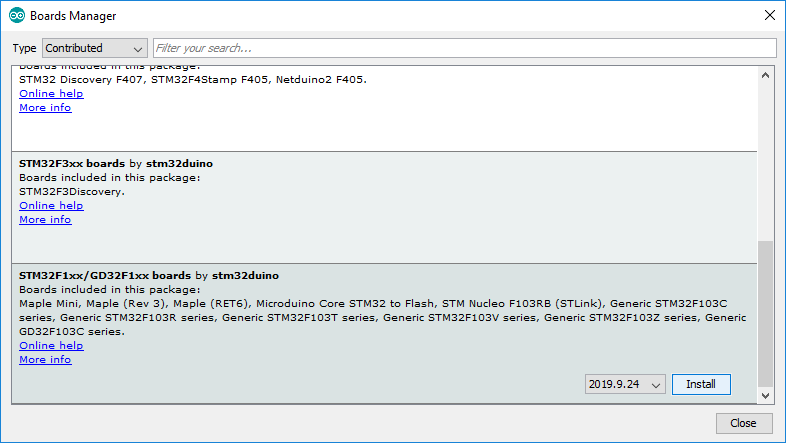 Boards Manager
Type Contributed Filter your search...
Boards included in this package:
STM32 Discovery F407, STM32F4Stamp F405, Netduino2 F405.
Online help
More info
STM32F3xx boards by stm32duino
Boards included in this package:
STM32F3Discovery.
Online help
More info
STM32F1xx/GD32F1xx boards by stm32duino
Boards included in this package:
Maple Mini, Maple (Rev 3), Maple (RET6), Microduino Core STM32 to Flash, STM Nucleo F103RB (STLink), Generic STM32F103C
series, Generic STM32F103R series, Generic STM32F103T series, Generic STM32F103V series, Generic STM32F103Z series, Generic
GD32F103C series.
Online help
More info
2019.9.24 Install
Close